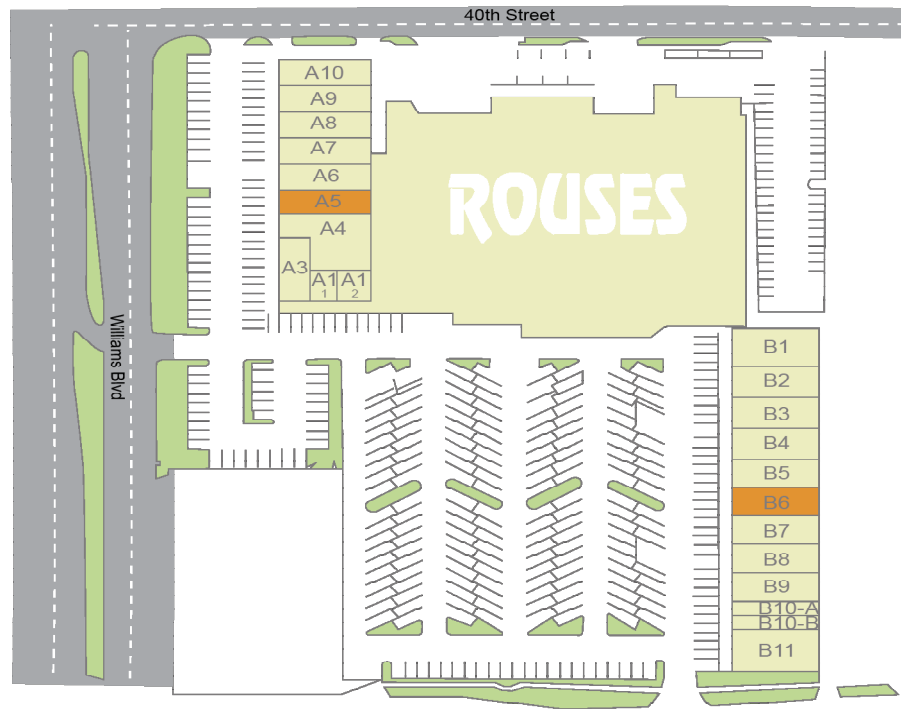 40th Street
Williams Blvd
A10
A9
A8
A7
A6
A5
A4
A3
A1 1
A1 2
ROUSES
B1
B2
B3
B4
B5
B6
B7
B8
B9
B10-A
B10-B
B11